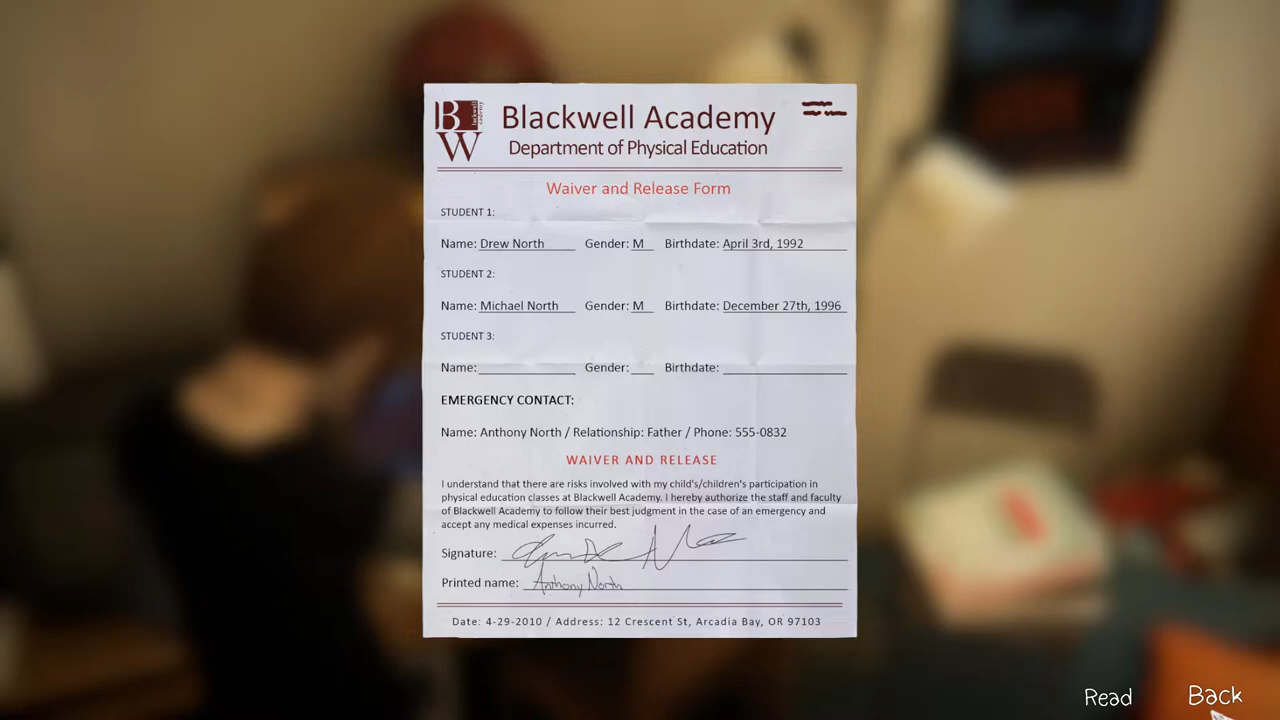 BW
Blackwell Academy
Blackwell Academy
Department of Physical Education
Waiver and Release Form
STUDENT 1:
Name: Drew North Gender: M Birthdate: April 3rd, 1992
STUDENT 2:
Name: Michael North Gender: M Birthdate: December 27th, 1996
STUDENT 3:
Name: Gender: Birthdate:
EMERGENCY CONTACT:
Name: Anthony North / Relationship: Father / Phone: 555-0832
WAIVER AND RELEASE
I understand that there are risks involved with my child's/children's participation in
physical education classes at Blackwell Academy. I hereby authorize the staff and faculty
of Blackwell Academy to follow their best judgment in the case of an emergency and
accept any medical expenses incurred.
Signature:
Printed name: Anthony North
Date: 4-29-2010 / Address: 12 Crescent St, Arcadia Bay, OR 97103
Read Back